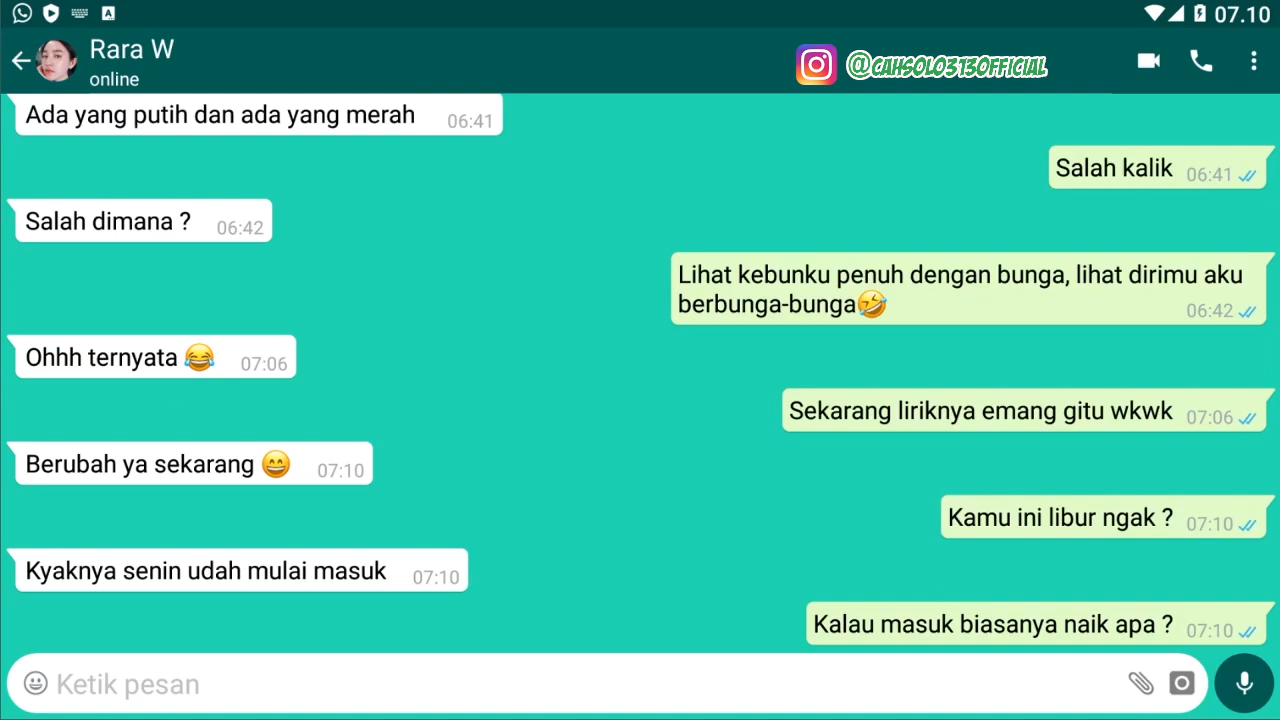 07.10
Rara W
online
@CAHSOLO313OFFICIAL
Ada yang putih dan ada yang merah 06:41
Salah kalik 06:41
Salah dimana ? 06:42
Lihat kebunku penuh dengan bunga, lihat dirimu aku
berbunga-bunga🤣 06:42
Ohhh ternyata 😂 07:06
Sekarang liriknya emang gitu wkwk 07:06
Berubah ya sekarang 😄 07:10
Kamu ini libur ngak ? 07:10
Kyaknya senin udah mulai masuk 07:10
Kalau masuk biasanya naik apa ? 07:10
Ketik pesan